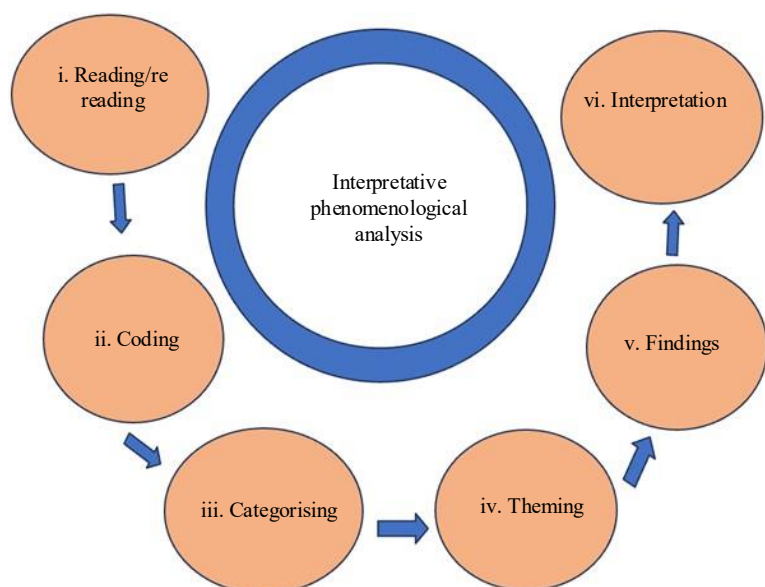 i. Reading/re
reading
ii. Coding
iii. Categorising
iv. Theming
v. Findings
vi. Interpretation
Interpretative
phenomenological
analysis